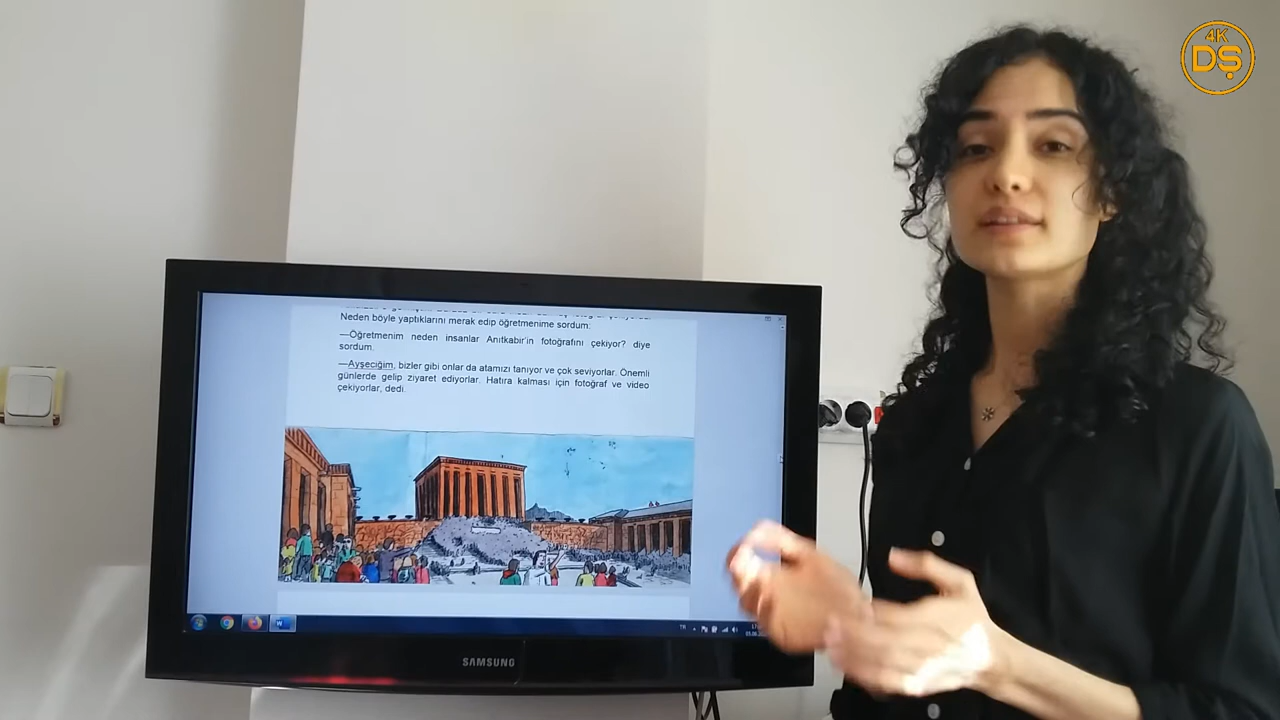 4K
DŞ
Neden böyle yaptıklarını merak edip öğretmenime sordum:
—Öğretmenim neden insanlar Anıtkabir'in fotoğrafını çekiyor? diye
sordum.
—Ayşeciğim, bizler gibi onlar da atamızı tanıyor ve çok seviyorlar. Önemli
günlerde gelip ziyaret ediyorlar. Hatıra kalması için fotoğraf ve video
çekiyorlar, dedi.
TR
SAMSUNG